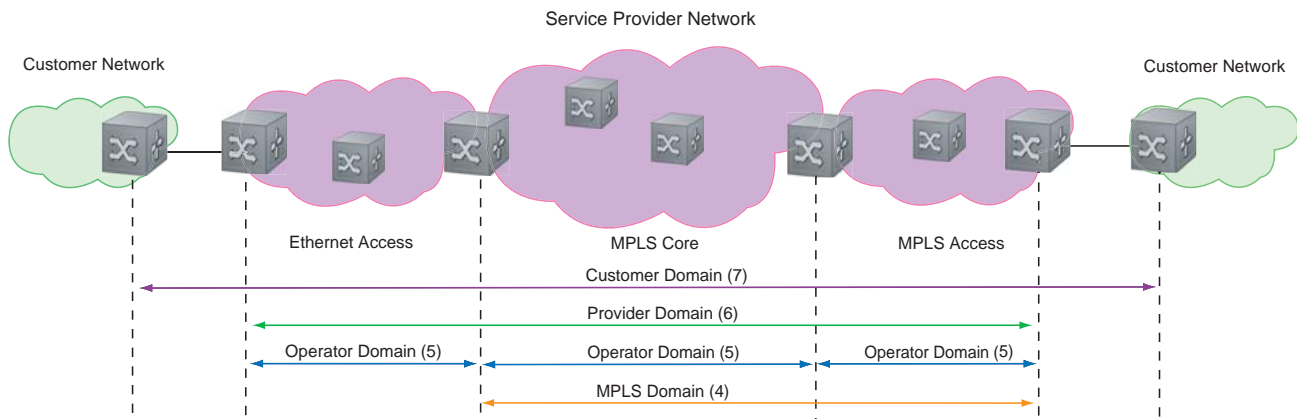 Service Provider Network
Customer Network
Customer Network
Ethernet Access
MPLS Core
MPLS Access
Customer Domain (7)
Provider Domain (6)
Operator Domain (5)
Operator Domain (5)
Operator Domain (5)
MPLS Domain (4)